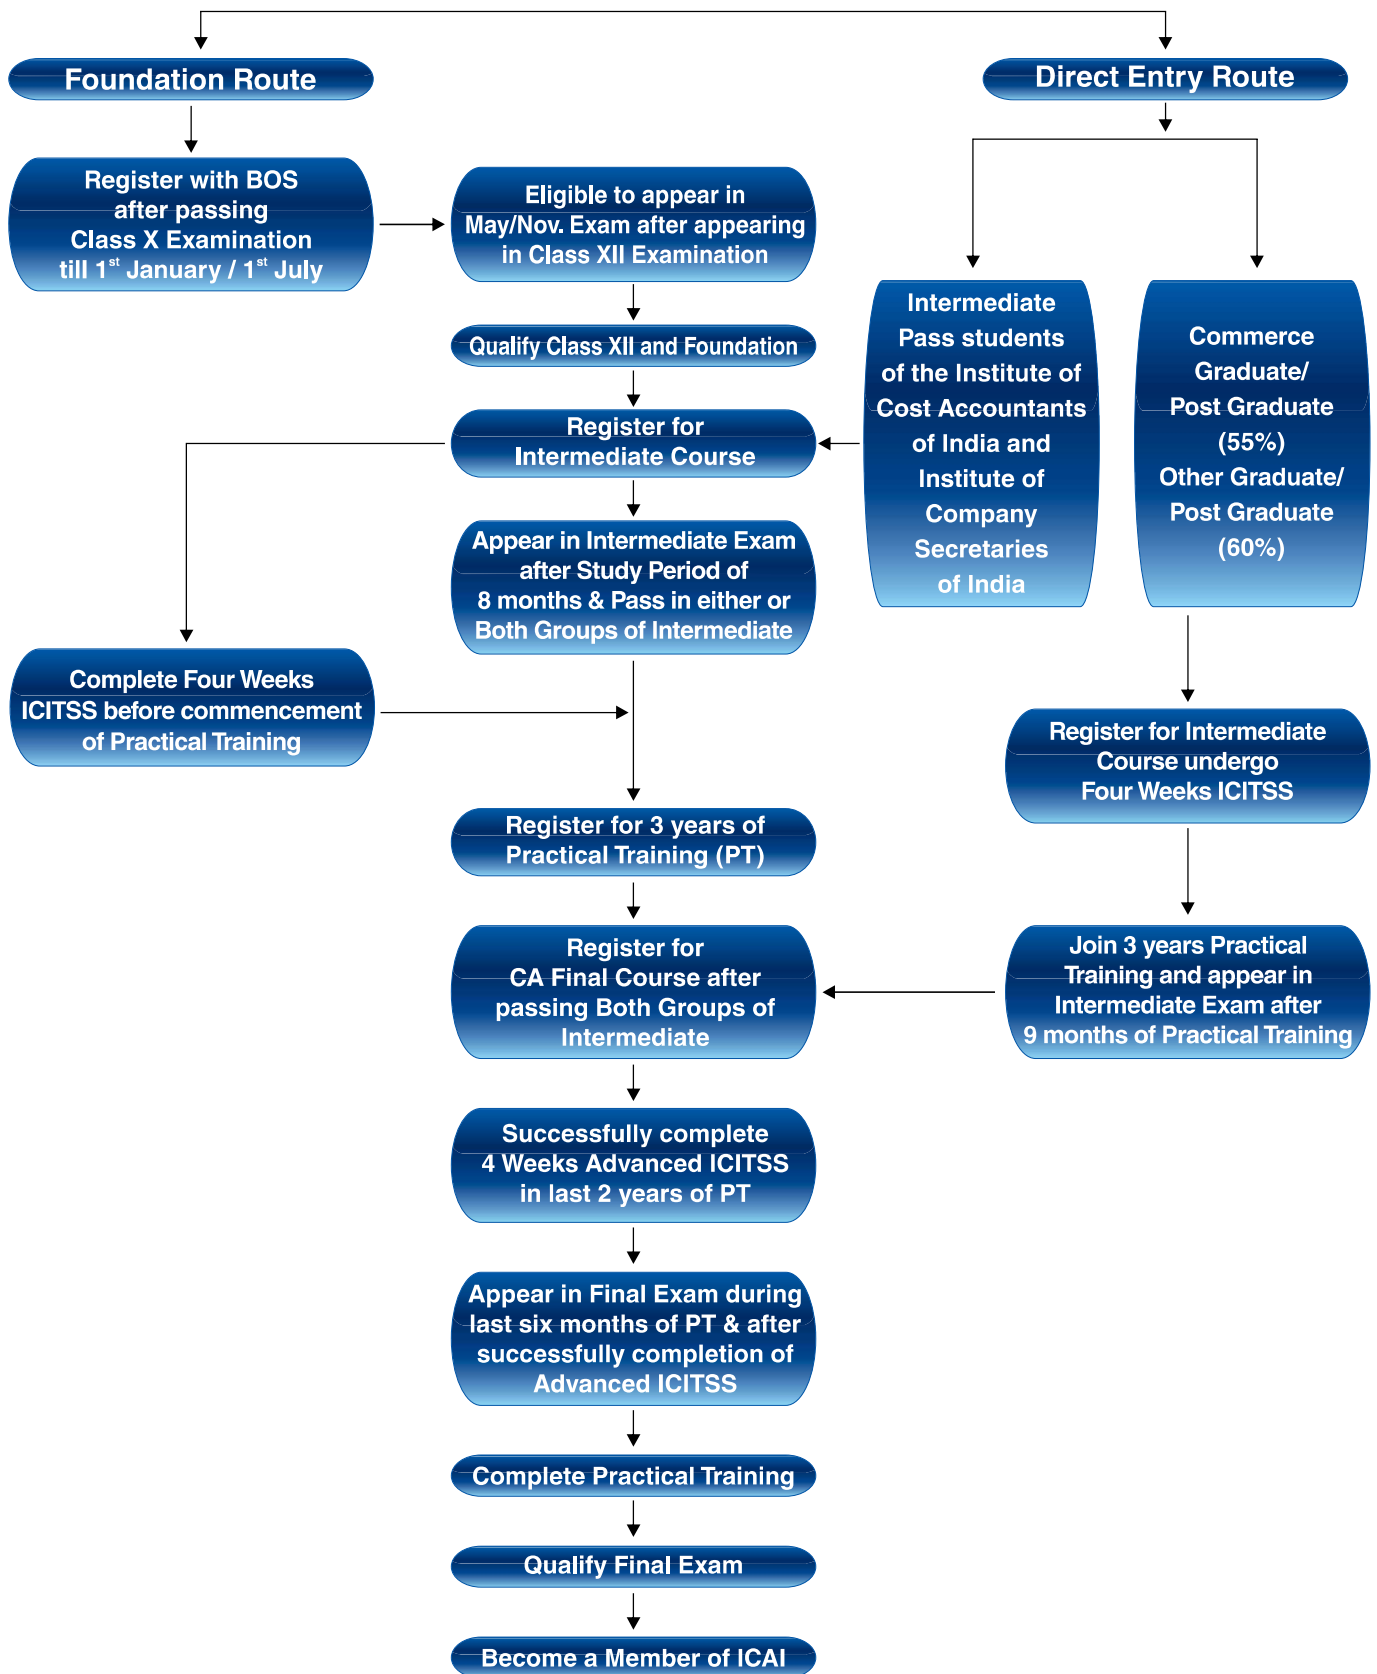 Foundation Route
Direct Entry Route
Register with BOS
after passing
Class X Examination
till 1st January / 1st July
Eligible to appear in
May/Nov. Exam after appearing
in Class XII Examination
Qualify Class XII and Foundation
Register for
Intermediate Course
Intermediate
Pass students
of the Institute of
Cost Accountants
of India and
Institute of
Company
Secretaries
of India
Commerce
Graduate/
Post Graduate
(55%)
Other Graduate/
Post Graduate
(60%)
Appear in Intermediate Exam
after Study Period of
8 months & Pass in either or
Both Groups of Intermediate
Complete Four Weeks
ICITSS before commencement
of Practical Training
Register for Intermediate
Course undergo
Four Weeks ICITSS
Register for 3 years of
Practical Training (PT)
Register for
CA Final Course after
passing Both Groups of
Intermediate
Join 3 years Practical
Training and appear in
Intermediate Exam after
9 months of Practical Training
Successfully complete
4 Weeks Advanced ICITSS
in last 2 years of PT
Appear in Final Exam during
last six months of PT & after
successfully completion of
Advanced ICITSS
Complete Practical Training
Qualify Final Exam
Become a Member of ICAI